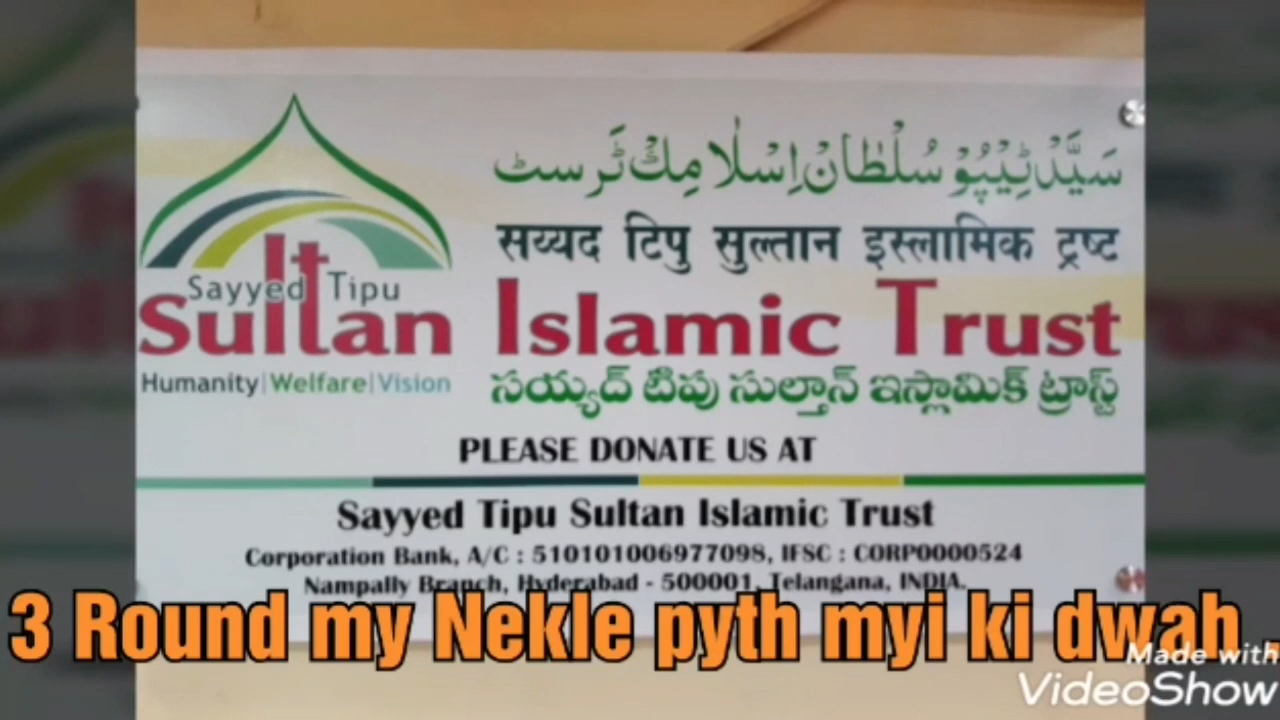 سَيَّدْ ٹِيْپُوْ سُلْطَانْ اِسْلَامِكْ ٹَرسٹ
सय्यद टिपु सुल्तान इस्लामिक ट्रष्ट
Sayyed Tipu
Sultan Islamic Trust
Humanity|Welfare|Vision
సయ్యద్ టిపు సుల్తాన్ ఇస్లామిక్ ట్రాస్ట్
PLEASE DONATE US AT
Sayyed Tipu Sultan Islamic Trust
Corporation Bank, A/C : 510101006977098, IFSC : CORP0000524
Nampally Branch, Hyderabad - 500001, Telangana, INDIA.
3 Round my Nekle pyth myi ki dwah
Made with
VideoShow